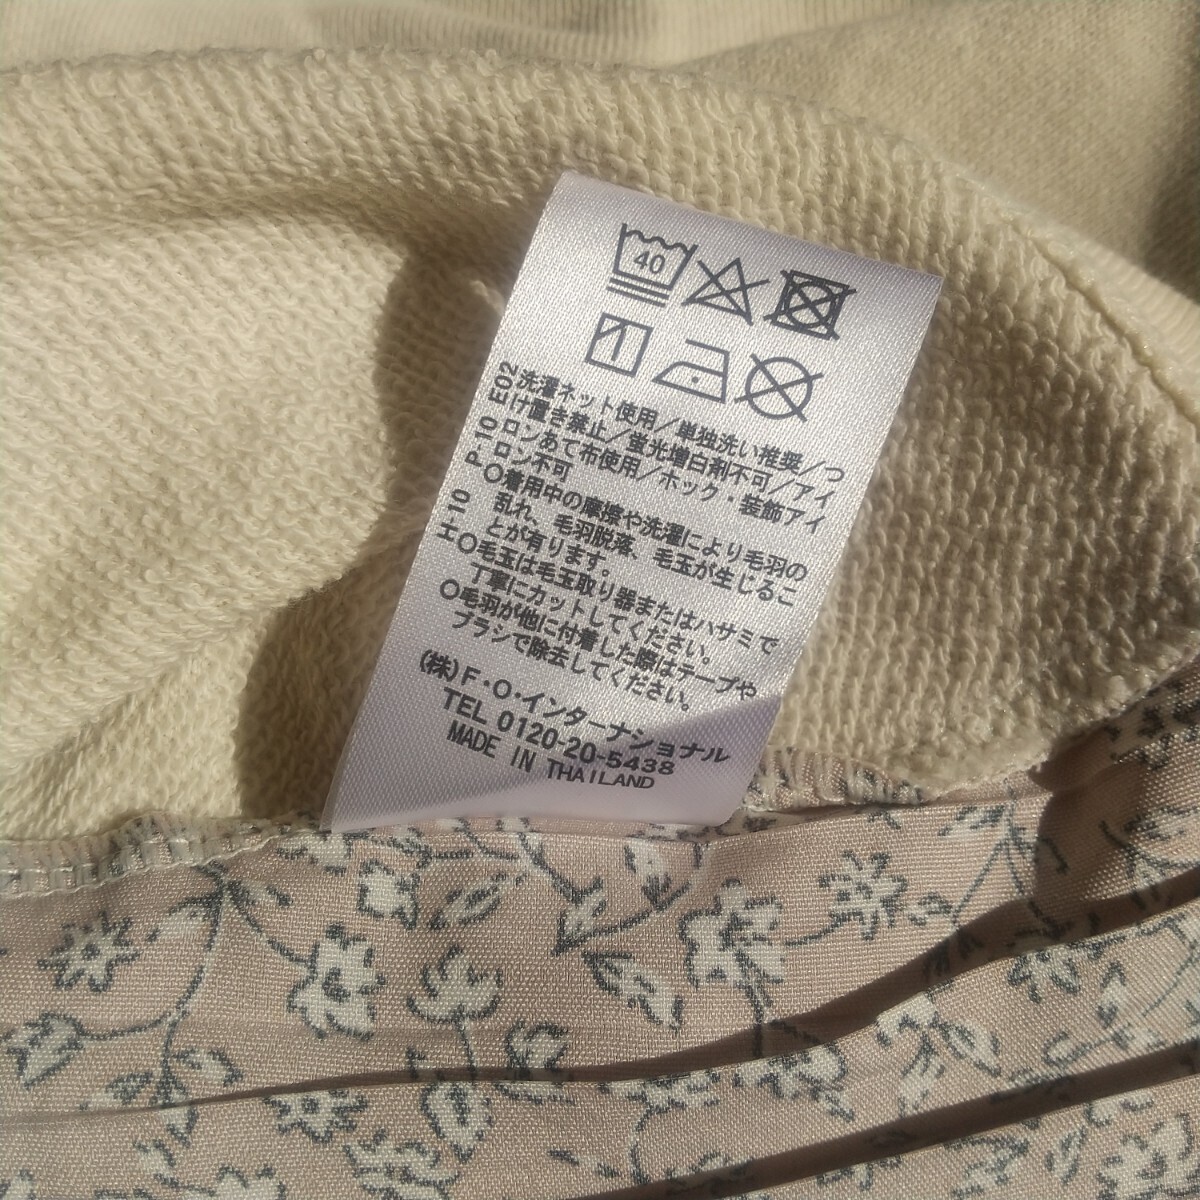 40
E02 洗濯ネット使用/単独洗い推奨/つ
け置き禁止/蛍光増白剤不可/アイ
P 10 ロンあて布使用/ホック・装飾アイ
ロン不可
H 10 ○着用中の摩擦や洗濯により毛羽の
乱れ、毛羽脱落、毛玉が生じるこ
とが有ります。
○毛玉は毛玉取り器またはハサミで
丁寧にカットしてください。
○毛羽が他に付着した際はテープや
ブラシで除去してください。
(株)F・O・インターナショナル
TEL 0120-20-5438
MADE IN THAILAND